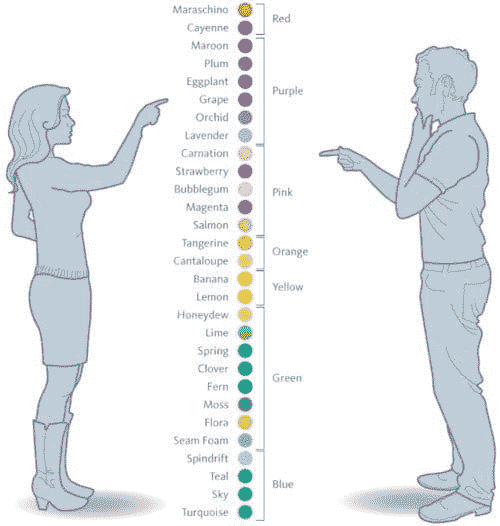 Maraschino
Cayenne
Red
Maroon
Plum
Eggplant
Grape
Orchid
Lavender
Purple
Carnation
Strawberry
Bubblegum
Magenta
Salmon
Pink
Tangerine
Cantaloupe
Orange
Banana
Lemon
Yellow
Honeydew
Lime
Spring
Clover
Fern
Moss
Flora
Seam Foam
Green
Spindrift
Teal
Sky
Turquoise
Blue